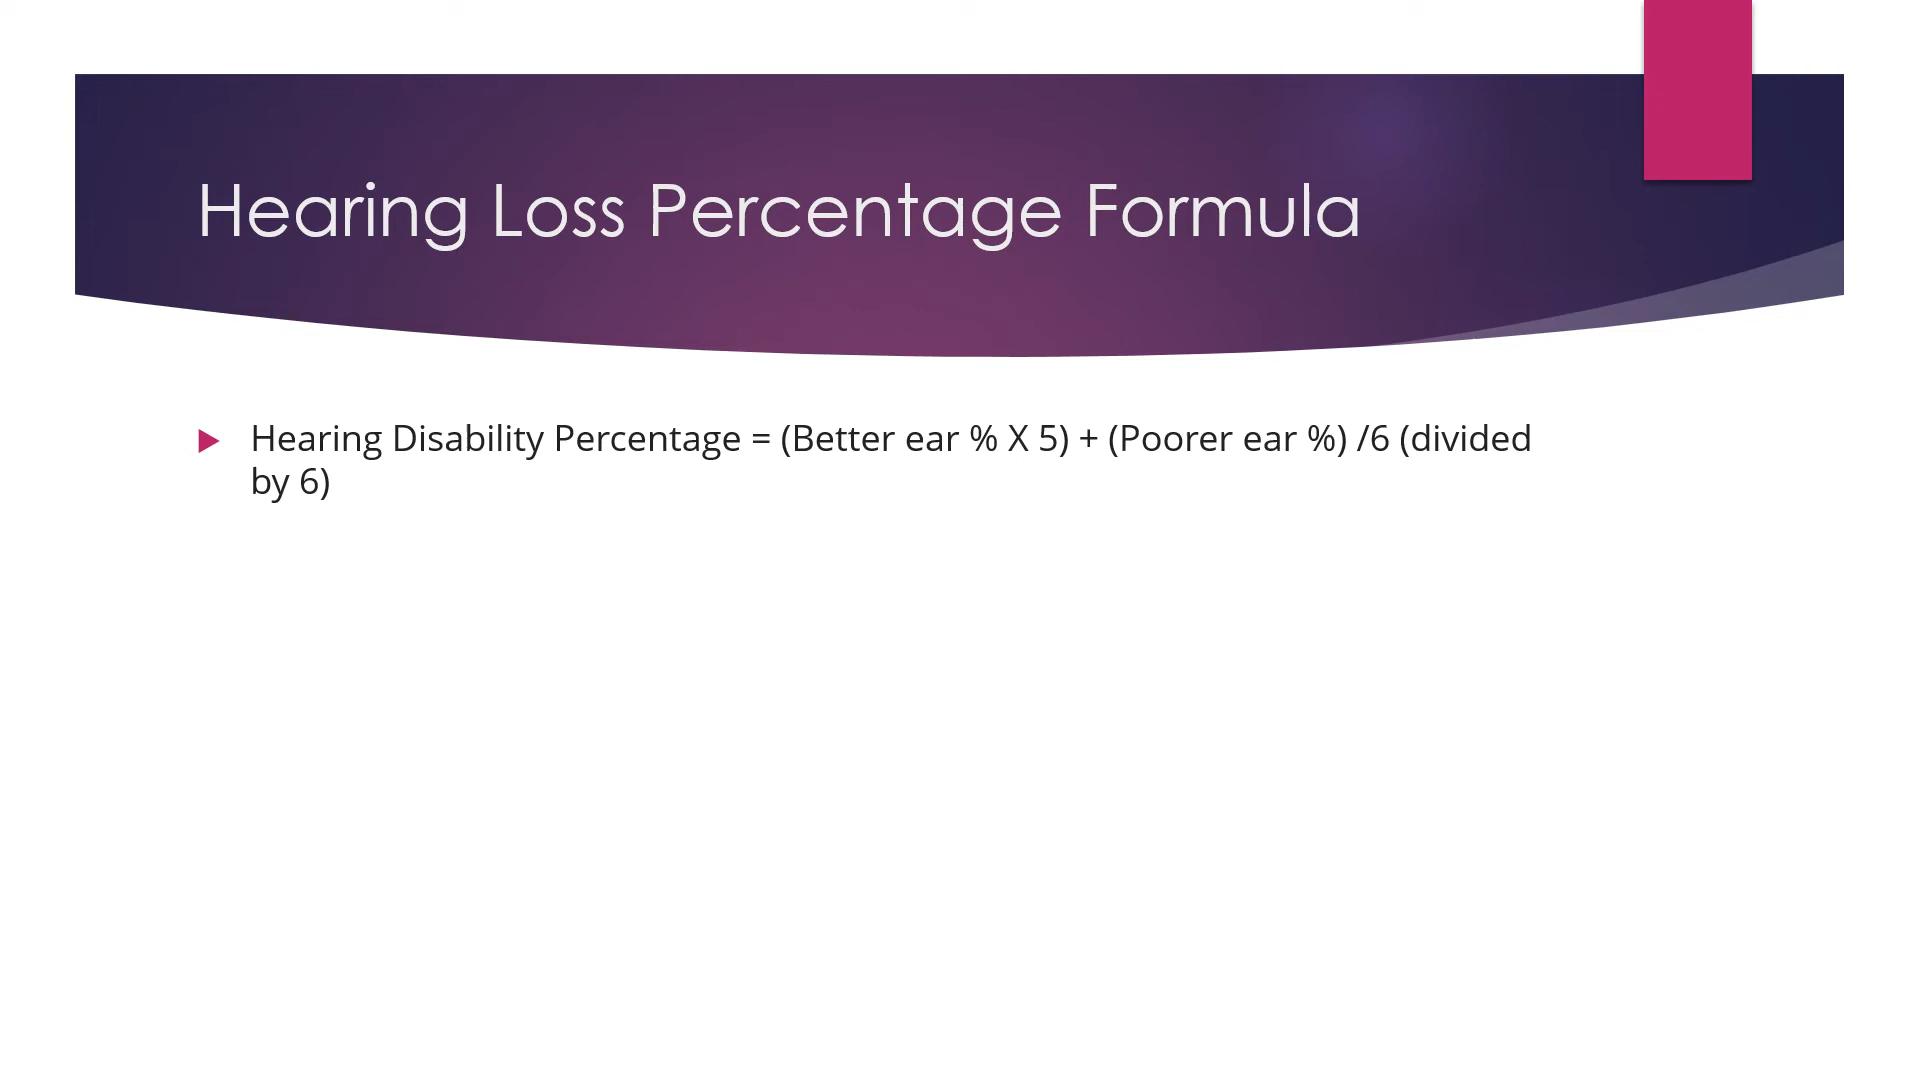 Hearing Loss Percentage Formula
Hearing Disability Percentage = (Better ear % X 5) + (Poorer ear %) /6 (divided
by 6)